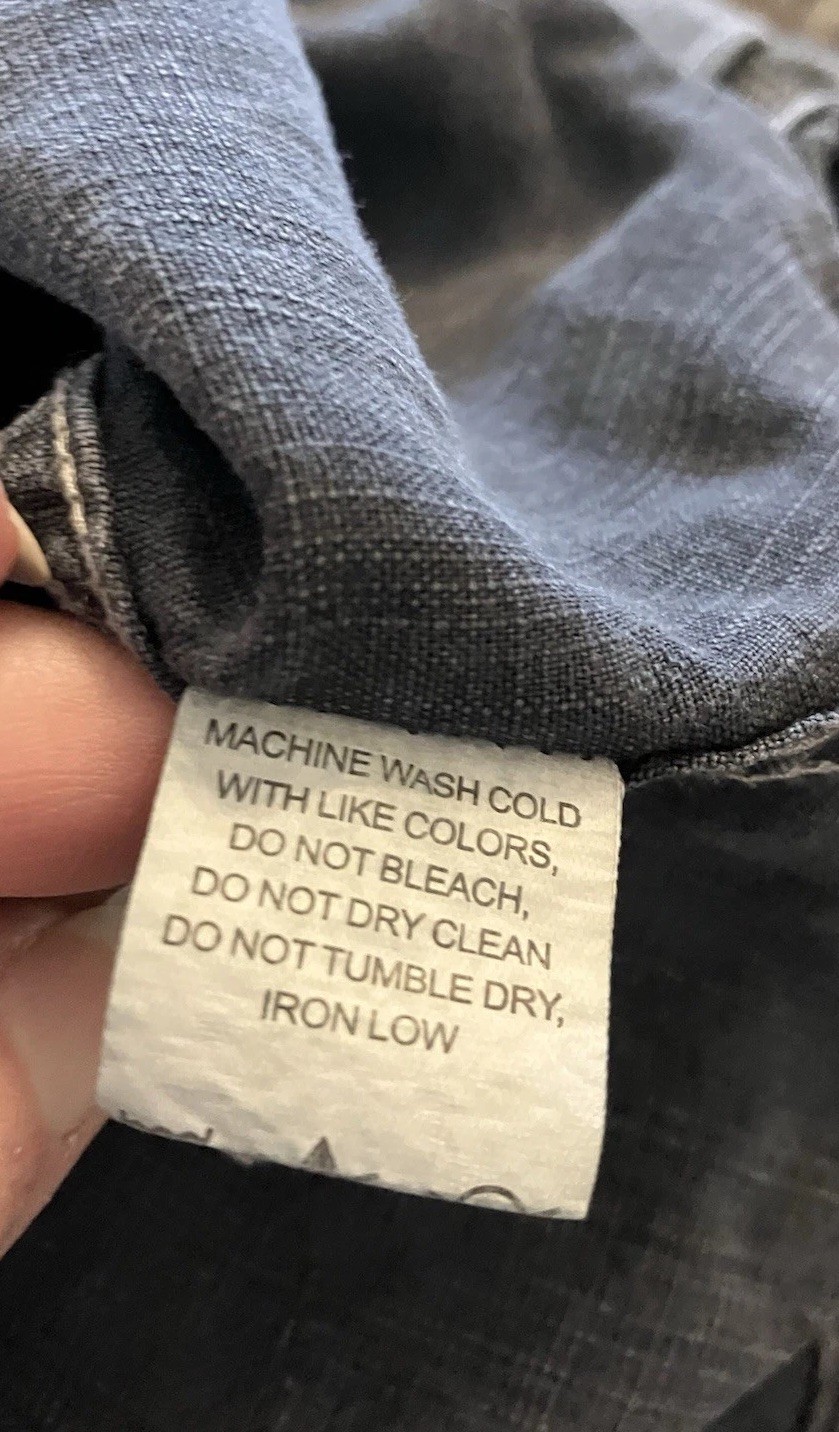 MACHINE WASH COLD
WITH LIKE COLORS,
DO NOT BLEACH,
DO NOT DRY CLEAN
DO NOT TUMBLE DRY,
IRON LOW